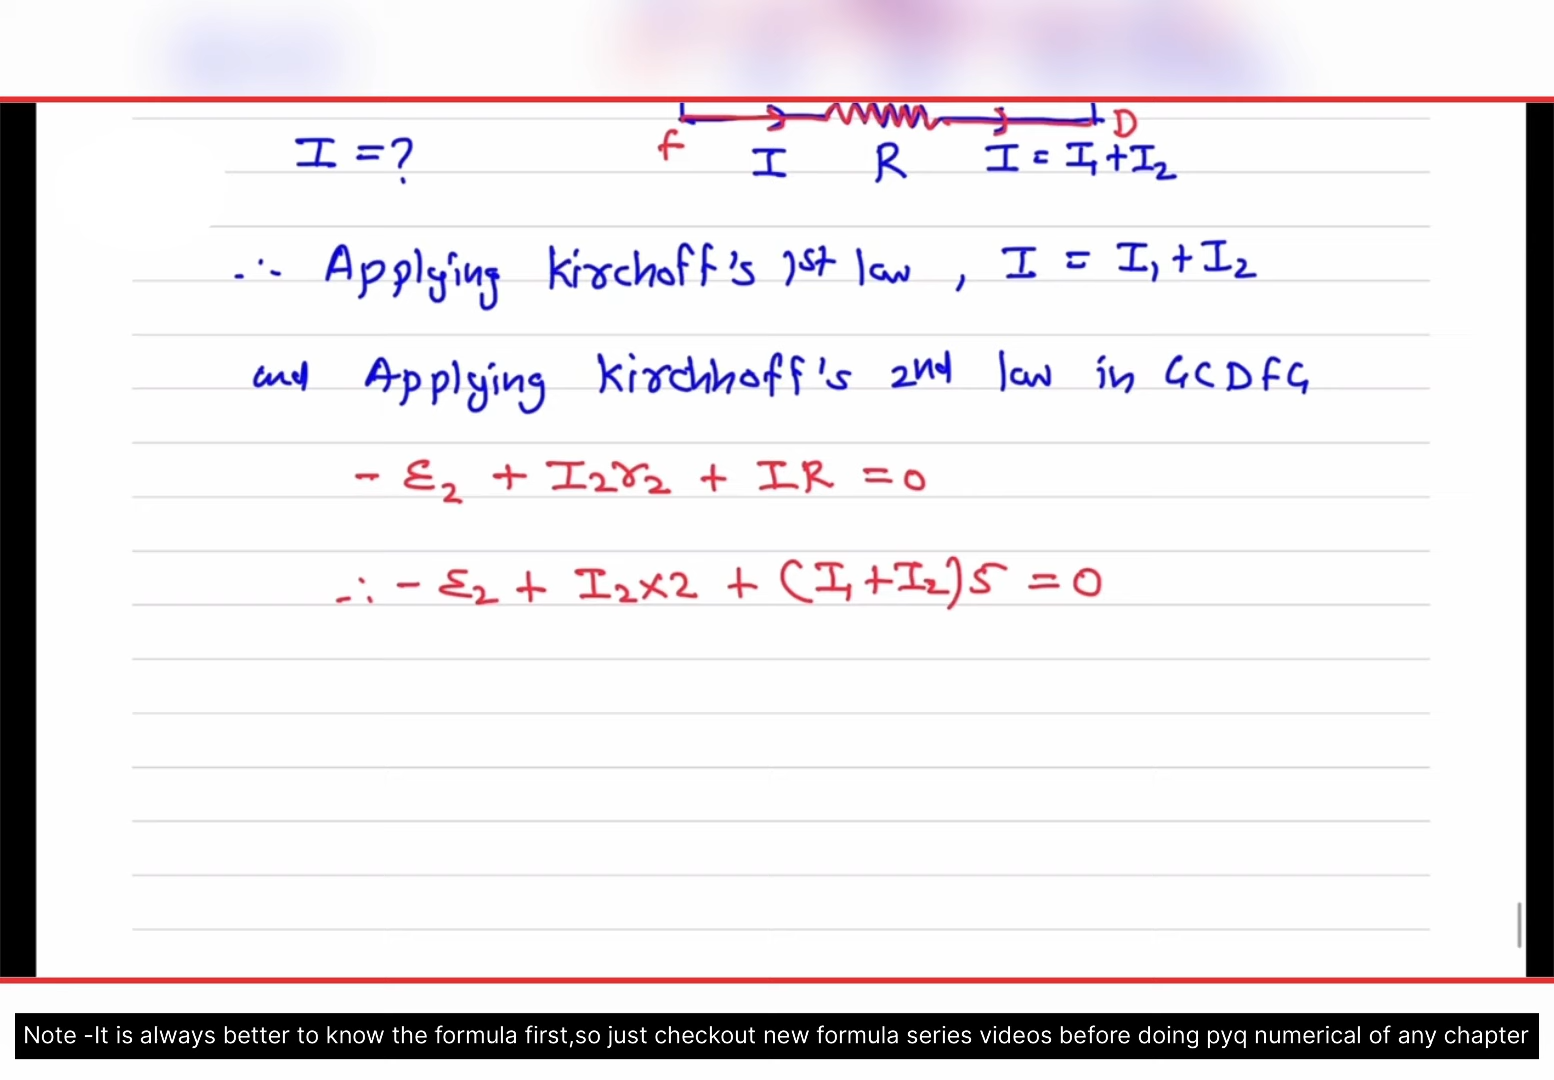 f D
I = ? I R I = I₁+I₂
∴ Applying kirchoff's 1st law , I = I₁+I₂
and Applying kirchhoff's 2nd law in GCDFG
- ε₂ + I₂r₂ + IR = 0
∴ - ε₂ + I₂×2 + (I₁+I₂)5 = 0
Note -It is always better to know the formula first,so just checkout new formula series videos before doing pyq numerical of any chapter